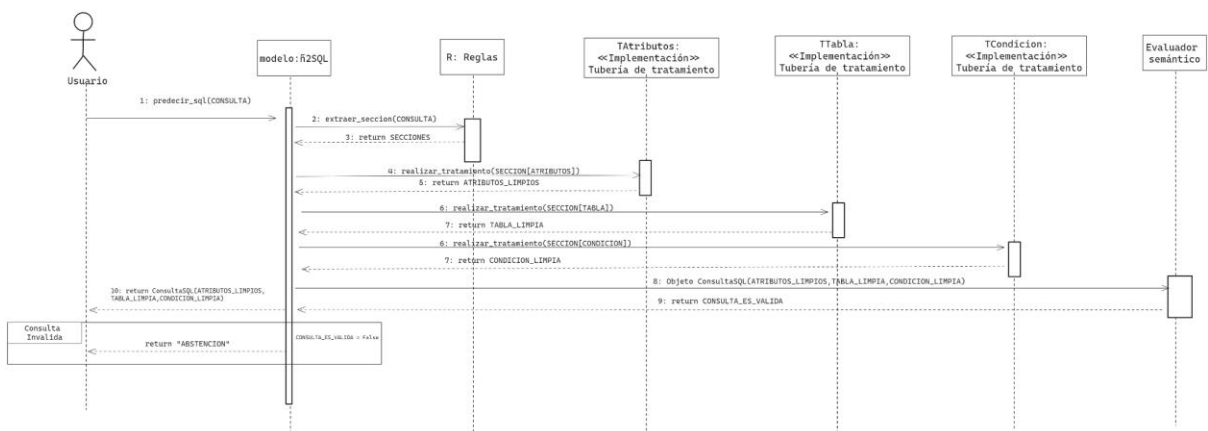 Usuario
modelo:ñ2SQL
R: Reglas
TAtributos:
«Implementación»
Tubería de tratamiento
TTabla:
«Implementación»
Tubería de tratamiento
TCondicion:
«Implementación»
Tubería de tratamiento
Evaluador
semántico
1: predecir_sql(CONSULTA)
2: extraer_seccion(CONSULTA)
3: return SECCIONES
4: realizar_tratamiento(SECCION[ATRIBUTOS])
5: return ATRIBUTOS_LIMPIOS
6: realizar_tratamiento(SECCION[TABLA])
7: return TABLA_LIMPIA
6: realizar_tratamiento(SECCION[CONDICION])
7: return CONDICION_LIMPIA
8: Objeto ConsultaSQL(ATRIBUTOS_LIMPIOS,TABLA_LIMPIA,CONDICION_LIMPIA)
9: return CONSULTA_ES_VALIDA
10: return ConsultaSQL(ATRIBUTOS_LIMPIOS,
TABLA_LIMPIA,CONDICION_LIMPIA)
Consulta
Invalida
CONSULTA_ES_VALIDA = False
return "ABSTENCION"